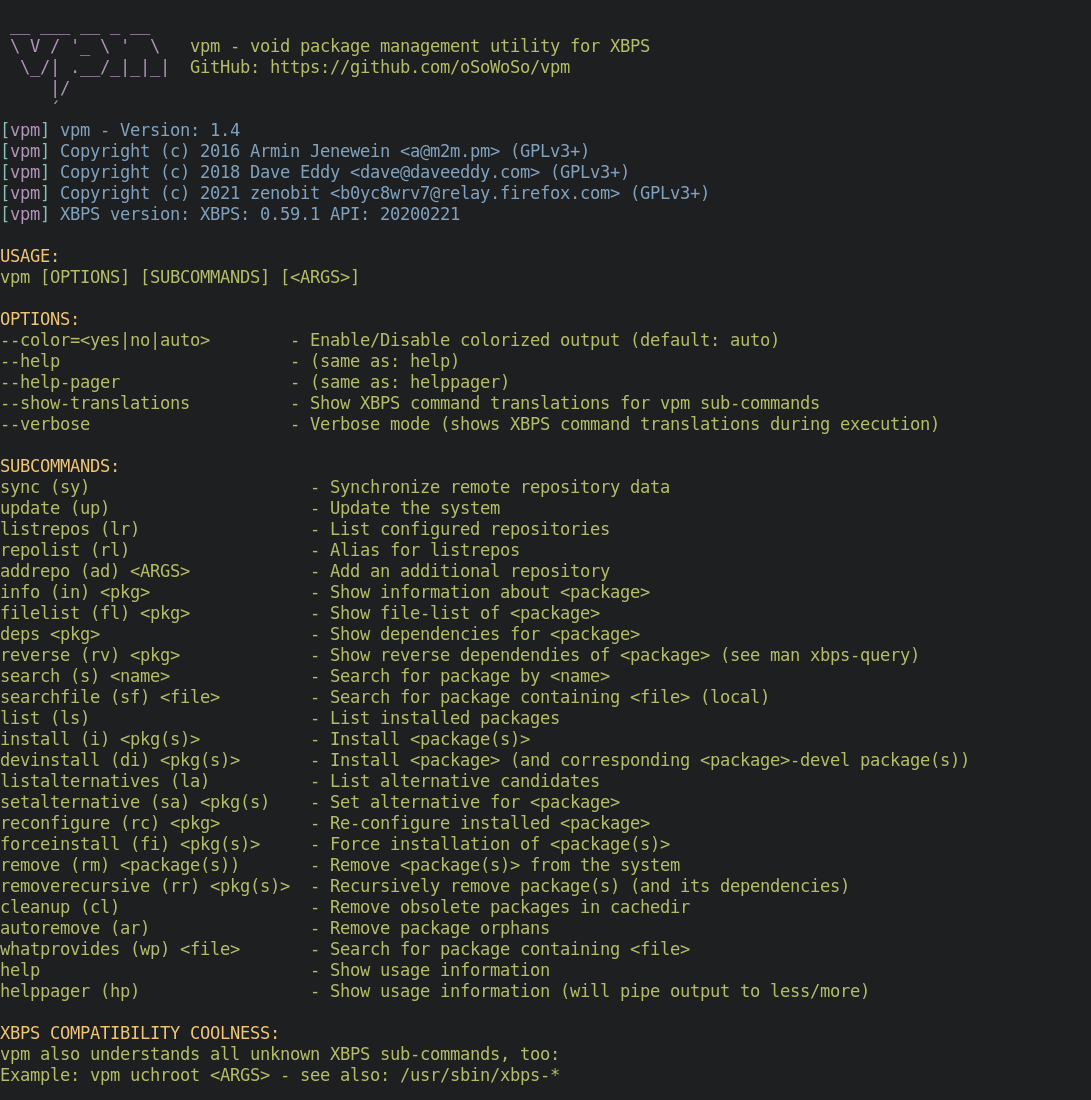 __ ___ __ _ __
 \ V / '_ \ '  \   vpm - void package management utility for XBPS
  \_/| .__/_|_|_|  GitHub: https://github.com/oSoWoSo/vpm
     |/
     ´
[vpm] vpm - Version: 1.4
[vpm] Copyright (c) 2016 Armin Jenewein <a@m2m.pm> (GPLv3+)
[vpm] Copyright (c) 2018 Dave Eddy <dave@daveeddy.com> (GPLv3+)
[vpm] Copyright (c) 2021 zenobit <b0yc8wrv7@relay.firefox.com> (GPLv3+)
[vpm] XBPS version: XBPS: 0.59.1 API: 20200221

USAGE:
vpm [OPTIONS] [SUBCOMMANDS] [<ARGS>]

OPTIONS:
--color=<yes|no|auto>        - Enable/Disable colorized output (default: auto)
--help                       - (same as: help)
--help-pager                 - (same as: helppager)
--show-translations          - Show XBPS command translations for vpm sub-commands
--verbose                    - Verbose mode (shows XBPS command translations during execution)

SUBCOMMANDS:
sync (sy)                      - Synchronize remote repository data
update (up)                    - Update the system
listrepos (lr)                 - List configured repositories
repolist (rl)                  - Alias for listrepos
addrepo (ad) <ARGS>            - Add an additional repository
info (in) <pkg>                - Show information about <package>
filelist (fl) <pkg>            - Show file-list of <package>
deps <pkg>                     - Show dependencies for <package>
reverse (rv) <pkg>             - Show reverse dependendies of <package> (see man xbps-query)
search (s) <name>              - Search for package by <name>
searchfile (sf) <file>         - Search for package containing <file> (local)
list (ls)                      - List installed packages
install (i) <pkg(s)>           - Install <package(s)>
devinstall (di) <pkg(s)>       - Install <package> (and corresponding <package>-devel package(s))
listalternatives (la)          - List alternative candidates
setalternative (sa) <pkg(s)    - Set alternative for <package>
reconfigure (rc) <pkg>         - Re-configure installed <package>
forceinstall (fi) <pkg(s)>     - Force installation of <package(s)>
remove (rm) <package(s))       - Remove <package(s)> from the system
removerecursive (rr) <pkg(s)>  - Recursively remove package(s) (and its dependencies)
cleanup (cl)                   - Remove obsolete packages in cachedir
autoremove (ar)                - Remove package orphans
whatprovides (wp) <file>       - Search for package containing <file>
help                           - Show usage information
helppager (hp)                 - Show usage information (will pipe output to less/more)

XBPS COMPATIBILITY COOLNESS:
vpm also understands all unknown XBPS sub-commands, too:
Example: vpm uchroot <ARGS> - see also: /usr/sbin/xbps-*